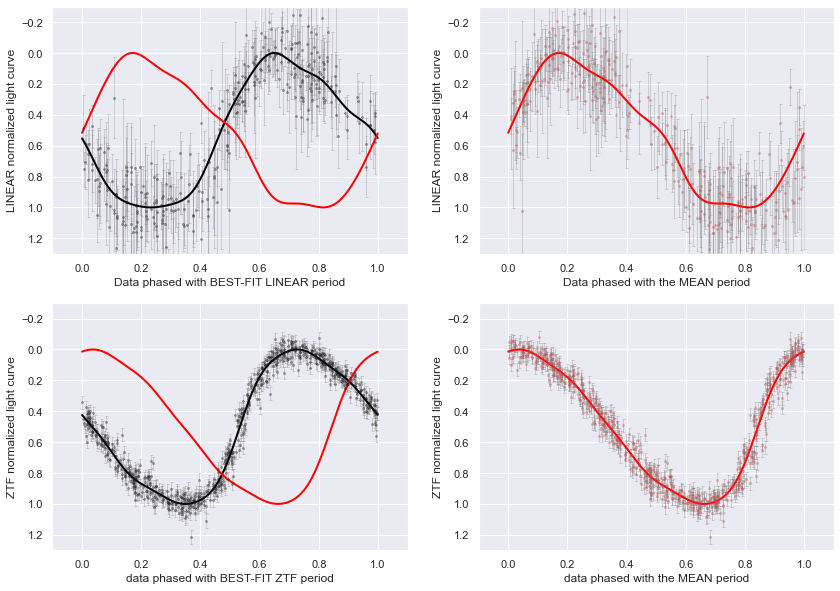 LINEAR normalized light curve
−0.2
0.0
0.2
0.4
0.6
0.8
1.0
1.2
0.0 0.2 0.4 0.6 0.8 1.0
Data phased with BEST-FIT LINEAR period
LINEAR normalized light curve
−0.2
0.0
0.2
0.4
0.6
0.8
1.0
1.2
0.0 0.2 0.4 0.6 0.8 1.0
Data phased with the MEAN period
ZTF normalized light curve
−0.2
0.0
0.2
0.4
0.6
0.8
1.0
1.2
0.0 0.2 0.4 0.6 0.8 1.0
data phased with BEST-FIT ZTF period
ZTF normalized light curve
−0.2
0.0
0.2
0.4
0.6
0.8
1.0
1.2
0.0 0.2 0.4 0.6 0.8 1.0
data phased with the MEAN period